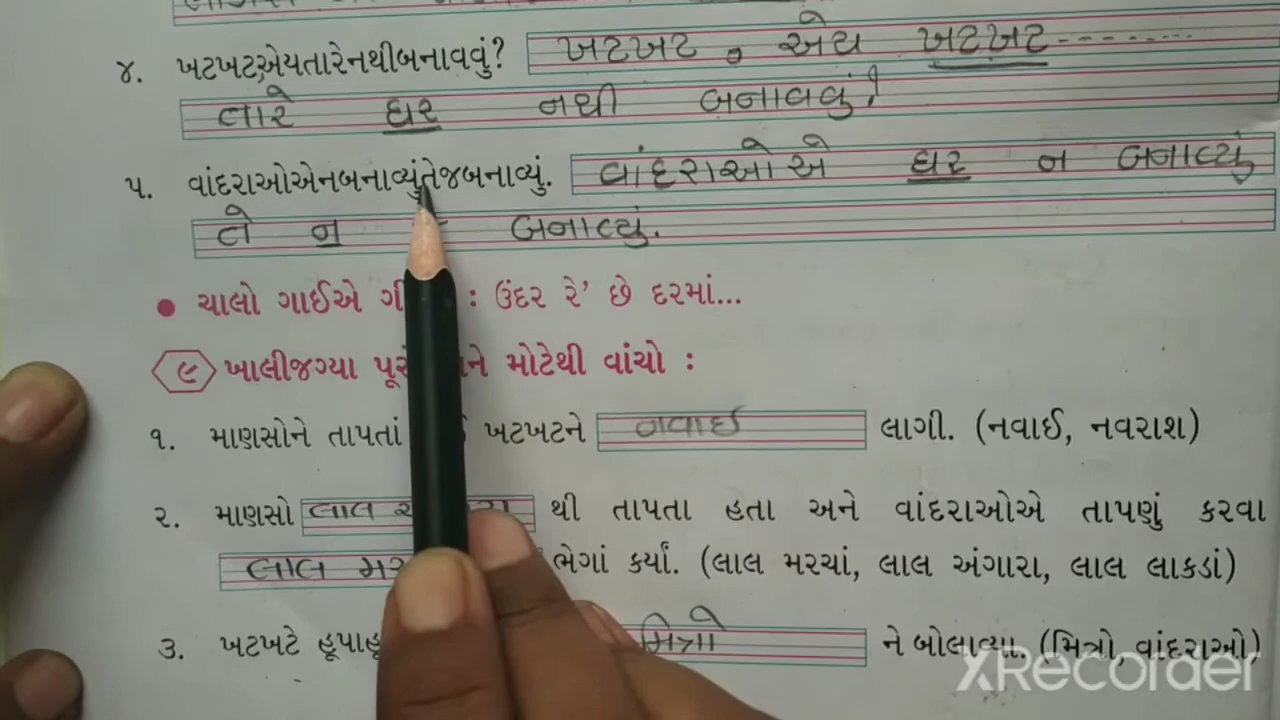 ૪. ખટખટ,એયતારેનથીબનાવવું? ખટખટ , એય ખટખટ--------
તારે ઘર નથી બનાવવું?
૫. વાંદરાઓએનબનાવ્યુંતેજબનાવ્યું. વાંદરાઓએ ઘર ન બનાવ્યું
તે ન બનાવ્યું.
• ચાલો ગાઈએ : ઉંદર રે' છે દરમાં...
૯ ખાલીજગ્યા મોટેથી વાંચો :
૧. માણસોને તાપતાં ખટખટને નવાઈ લાગી. (નવાઈ, નવરાશ)
૨. માણસો લાલ થી તાપતા હતા અને વાંદરાઓએ તાપણું કરવા
લાલ ભેગાં કર્યાં. (લાલ મરચાં, લાલ અંગારા, લાલ લાકડાં)
૩. ખટખટે મિત્રો ને બોલાવ્યા. (મિત્રો, વાંદરાઓ)
XRecorder